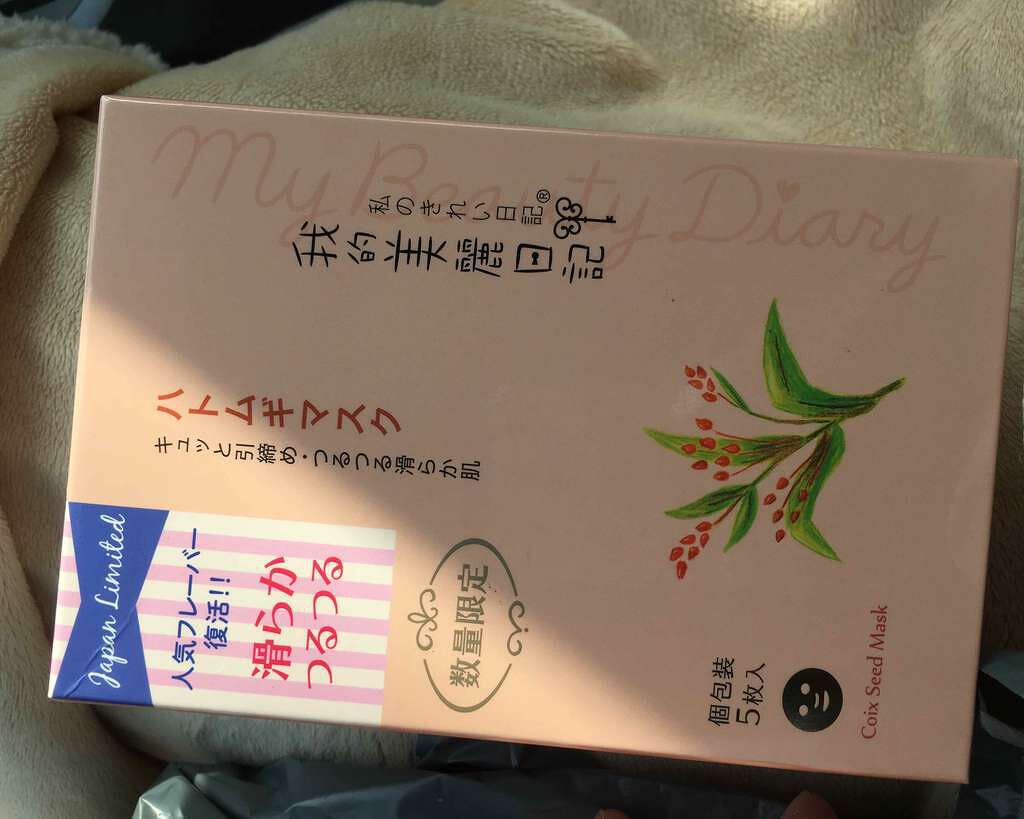 My Beauty Diary
私のきれい日記®
我的美麗日記
ハトムギマスク
キュッと引締め・つるつる滑らか肌
Japan Limited
人気フレーバー
復活!!
滑らか
つるつる
数量限定
個包装
5枚入
Coix Seed Mask